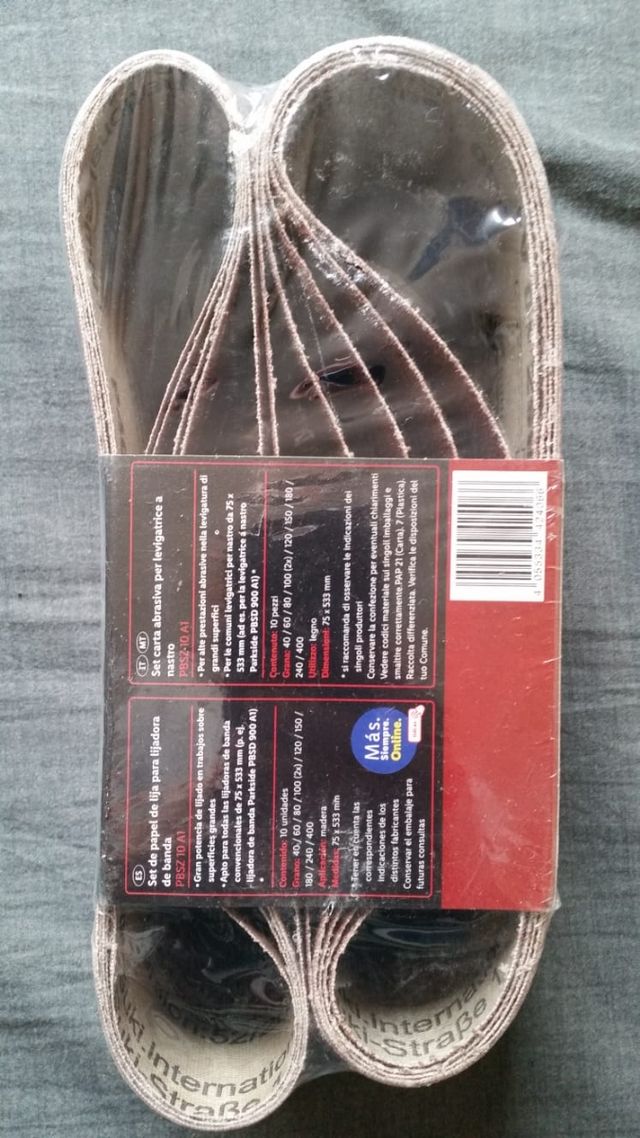 IT MT
Set carta abrasiva per levigatrice a
nastro
PBSZ-10 A1
• Per alte prestazioni abrasive nella levigatura di
grandi superfici
• Per le comuni levigatrici per nastro da 75 x
533 mm (ad es. per la levigatrice a nastro
Parkside PBSD 900 A1) *
Contenuto: 10 pezzi
Grana: 40 / 60 / 80 / 100 (2x) / 120 / 150 / 180 /
240 / 400
Utilizzo: legno
Dimensioni: 75 x 533 mm
* si raccomanda di osservare le indicazioni dei
singoli produttori
Conservare la confezione per eventuali chiarimenti
Vedere codici materiale sui singoli imballaggi e
smaltire correttamente.PAP 21 (Carta). 7 (Plastica).
Raccolta differenziata. Verifica le disposizioni del
tuo Comune.
ES
Set de papel de lija para lijadora
de banda
PBSZ 10 A1
• Gran potencia de lijado en trabajos sobre
superficies grandes
• Apto para todas las lijadoras de banda
convencionales de 75 x 533 mm (p. ej.
lijadora de banda Parkside PBSD 900 A1)
*
Contenido: 10 unidades
Grano: 40 / 60 / 80 / 100 (2x) / 120 / 150 /
180 / 240 / 400
Aplicación: madera
Medidas: 75 x 533 mm
* Tener en cuenta las
correspondientes
indicaciones de los
distintos fabricantes
Conservar el embalaje para
futuras consultas
Más.
Siempre.
Online.
suki.internatio
Straße 1
interna
ki-Straße 1